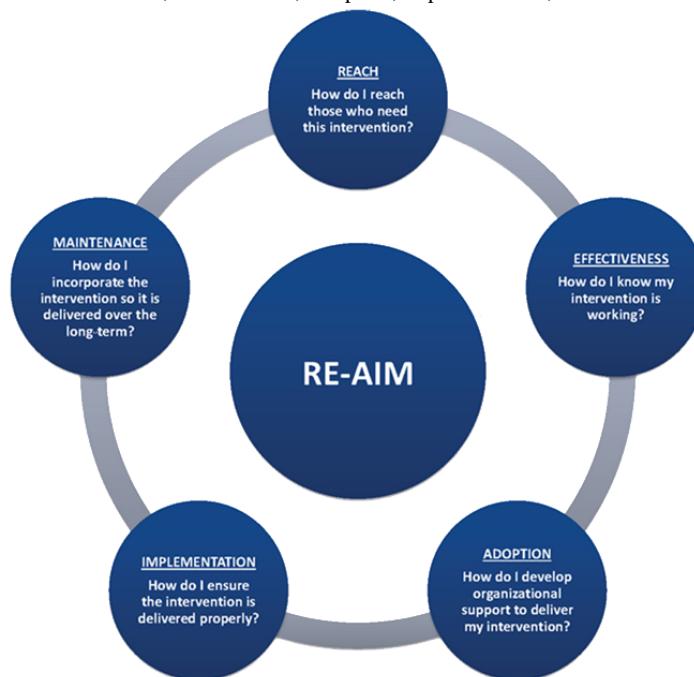 REACH
How do I reach
those who need
this intervention?
EFFECTIVENESS
How do I know my
intervention is
working?
ADOPTION
How do I develop
organizational
support to deliver
my intervention?
IMPLEMENTATION
How do I ensure
the intervention is
delivered properly?
MAINTENANCE
How do I
incorporate the
intervention so it is
delivered over the
long-term?
RE-AIM